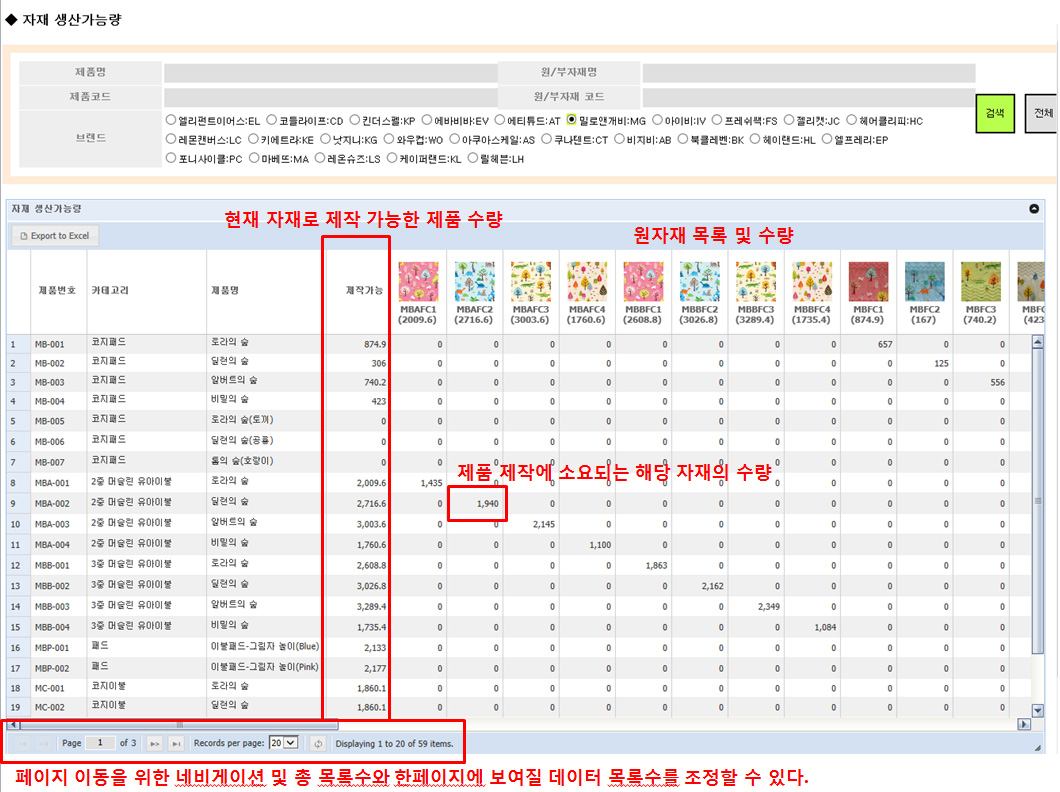 ◆ 자재 생산가능량
제품명 원/부자재명
제품코드 원/부자재 코드
브랜드
엘리펀트이어스:EL 코틀라이프:CD 킨더스펠:KP 에바비바:EV 에티튜드:AT 밀로앤개비:MG 아이비:IV 프레쉬썩:FS 젤리캣:JC 헤어클리피:HC
레몬캔버스:LC 키에트라:KE 낫지니:KG 와우컵:WO 아쿠아스케일:AS 쿠나텐트:CT 비지비:AB 북클레벤:BK 헤이랜드:HL 엘프레리:EP
포니사이클:PC 마베뜨:MA 레온슈즈:LS 케이퍼랜드:KL 릴헤븐:LH
검색 전체
자재 생산가능량
현재 자재로 제작 가능한 제품 수량
원자재 목록 및 수량
Export to Excel
제품번호 카테고리 제품명 제작가능 MBAFC1 MBAFC2 MBAFC3 MBAFC4 MBBFC1 MBBFC2 MBBFC3 MBBFC4 MBFC1 MBFC2 MBFC3 MBFC
(2009.6) (2716.6) (3003.6) (1760.6) (2608.8) (3026.8) (3289.4) (1735.4) (874.9) (167) (740.2) (423
1 MB-001 코지패드 로라의 숲 874.9 0 0 0 0 0 0 0 0 657 0 0
2 MB-002 코지패드 딜런의 숲 306 0 0 0 0 0 0 0 0 0 125 0
3 MB-003 코지패드 알버트의 숲 740.2 0 0 0 0 0 0 0 0 0 0 556
4 MB-004 코지패드 비밀의 숲 423 0 0 0 0 0 0 0 0 0 0 0
5 MB-005 코지패드 로라의 숲(토끼) 0 0 0 0 0 0 0 0 0 0 0 0
6 MB-006 코지패드 딜런의 숲(공룡) 0 0 0 0 0 0 0 0 0 0 0 0
7 MB-007 코지패드 톰의 숲(호랑이) 0 0 0 0 0 0 0 0 0 0 0 0
제품 제작에 소요되는 해당 자재의 수량
8 MBA-001 2중 머슬린 유아이불 로라의 숲 2,009.6 1,435 0 0 0 0 0 0 0 0 0 0
9 MBA-002 2중 머슬린 유아이불 딜런의 숲 2,716.6 0 1,940 0 0 0 0 0 0 0 0 0
10 MBA-003 2중 머슬린 유아이불 알버트의 숲 3,003.6 0 0 2,145 0 0 0 0 0 0 0 0
11 MBA-004 2중 머슬린 유아이불 비밀의 숲 1,760.6 0 0 0 1,100 0 0 0 0 0 0 0
12 MBB-001 3중 머슬린 유아이불 로라의 숲 2,608.8 0 0 0 0 1,863 0 0 0 0 0 0
13 MBB-002 3중 머슬린 유아이불 딜런의 숲 3,026.8 0 0 0 0 0 2,162 0 0 0 0 0
14 MBB-003 3중 머슬린 유아이불 알버트의 숲 3,289.4 0 0 0 0 0 0 2,349 0 0 0 0
15 MBB-004 3중 머슬린 유아이불 비밀의 숲 1,735.4 0 0 0 0 0 0 0 1,084 0 0 0
16 MBP-001 패드 이불패드-그림자 놀이(Blue) 2,133 0 0 0 0 0 0 0 0 0 0 0
17 MBP-002 패드 이불패드-그림자 놀이(Pink) 2,177 0 0 0 0 0 0 0 0 0 0 0
18 MC-001 코지이불 로라의 숲 1,860.1 0 0 0 0 0 0 0 0 0 0 0
19 MC-002 코지이불 딜런의 숲 1,860.1 0 0 0 0 0 0 0 0 0 0 0
Page 1 of 3 Records per page: 20 Displaying 1 to 20 of 59 items.
페이지 이동을 위한 네비게이션 및 총 목록수와 한페이지에 보여질 데이터 목록수를 조정할 수 있다.